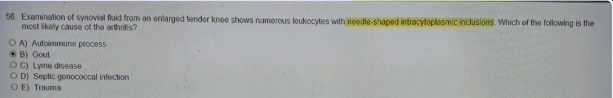 56. Examination of synovial fluid from an enlarged tender knee shows numerous leukocytes with needle-shaped intracytoplasmic inclusions. Which of the following is the
most likely cause of the arthritis?
A) Autoimmune process
B) Gout
C) Lyme disease
D) Septic gonococcal infection
E) Trauma